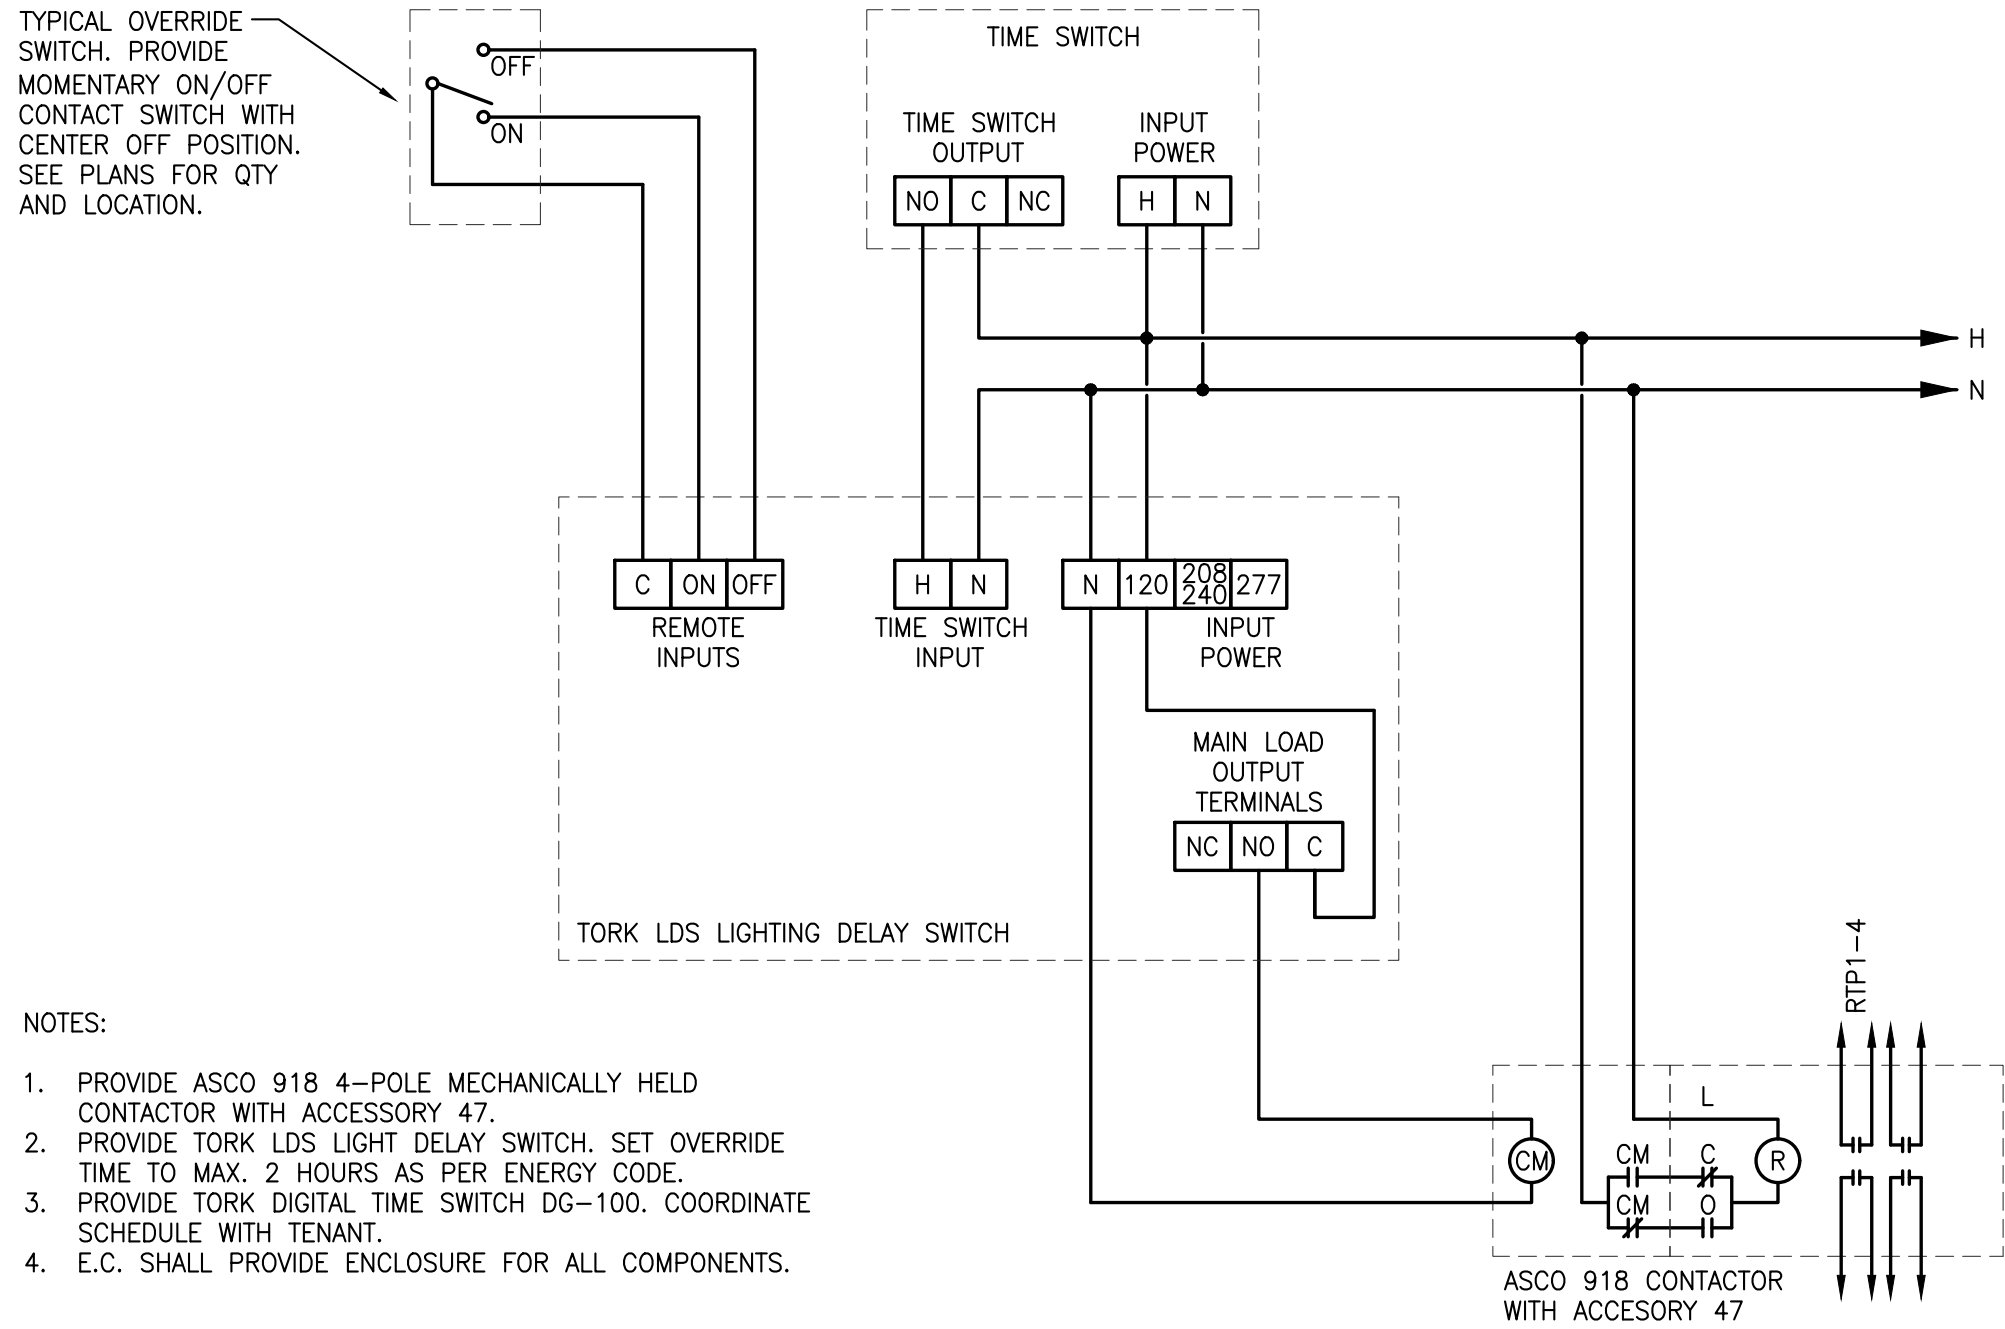 TYPICAL OVERRIDE
SWITCH. PROVIDE
MOMENTARY ON/OFF
CONTACT SWITCH WITH
CENTER OFF POSITION.
SEE PLANS FOR QTY
AND LOCATION.
OFF
ON
TIME SWITCH
TIME SWITCH
OUTPUT
INPUT
POWER
NO C NC
H N
H
N
C ON OFF
REMOTE
INPUTS
H N
TIME SWITCH
INPUT
N 120 208 240 277
INPUT
POWER
MAIN LOAD
OUTPUT
TERMINALS
NC NO C
TORK LDS LIGHTING DELAY SWITCH
RTP1-4
L
CM
CM C
R
CM O
ASCO 918 CONTACTOR
WITH ACCESORY 47
NOTES:
1. PROVIDE ASCO 918 4-POLE MECHANICALLY HELD
CONTACTOR WITH ACCESSORY 47.
2. PROVIDE TORK LDS LIGHT DELAY SWITCH. SET OVERRIDE
TIME TO MAX. 2 HOURS AS PER ENERGY CODE.
3. PROVIDE TORK DIGITAL TIME SWITCH DG-100. COORDINATE
SCHEDULE WITH TENANT.
4. E.C. SHALL PROVIDE ENCLOSURE FOR ALL COMPONENTS.